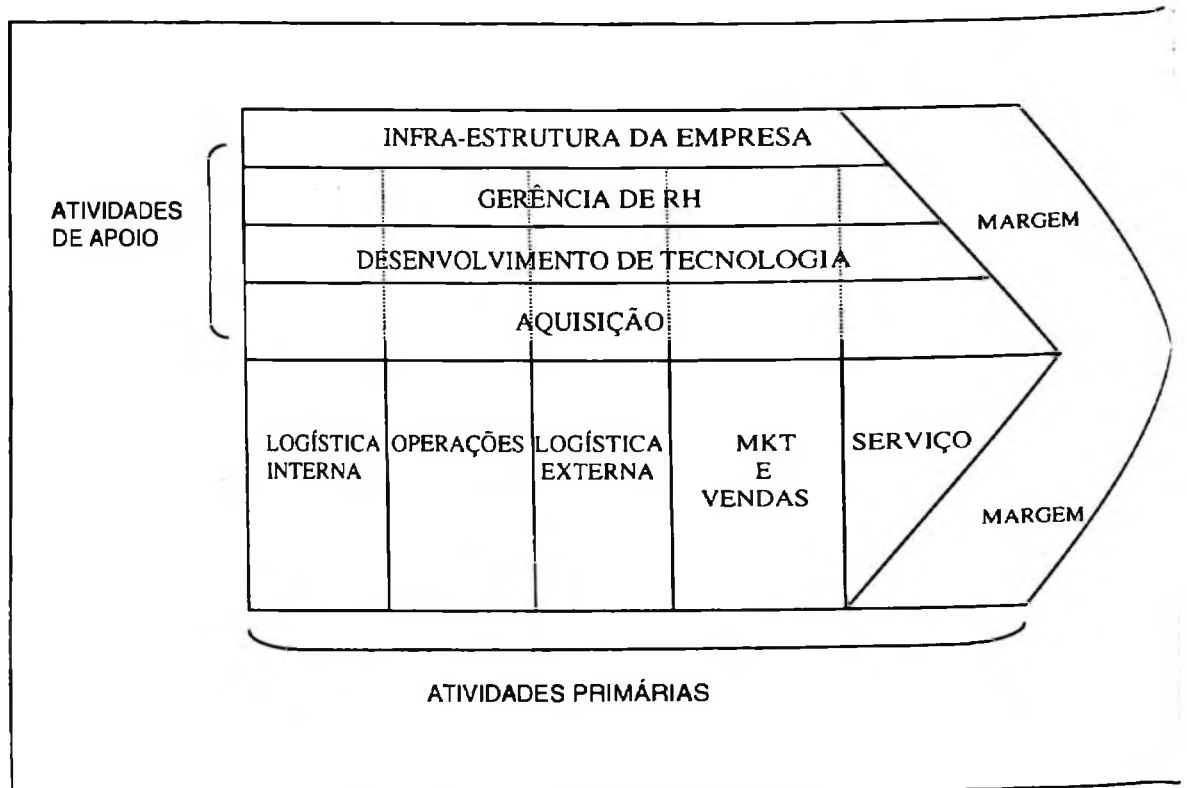 INFRA-ESTRUTURA DA EMPRESA
ATIVIDADES
DE APOIO
GERÊNCIA DE RH
DESENVOLVIMENTO DE TECNOLOGIA
AQUISIÇÃO
MARGEM
LOGÍSTICA
INTERNA
OPERAÇÕES
LOGÍSTICA
EXTERNA
MKT
E
VENDAS
SERVIÇO
MARGEM
ATIVIDADES PRIMÁRIAS